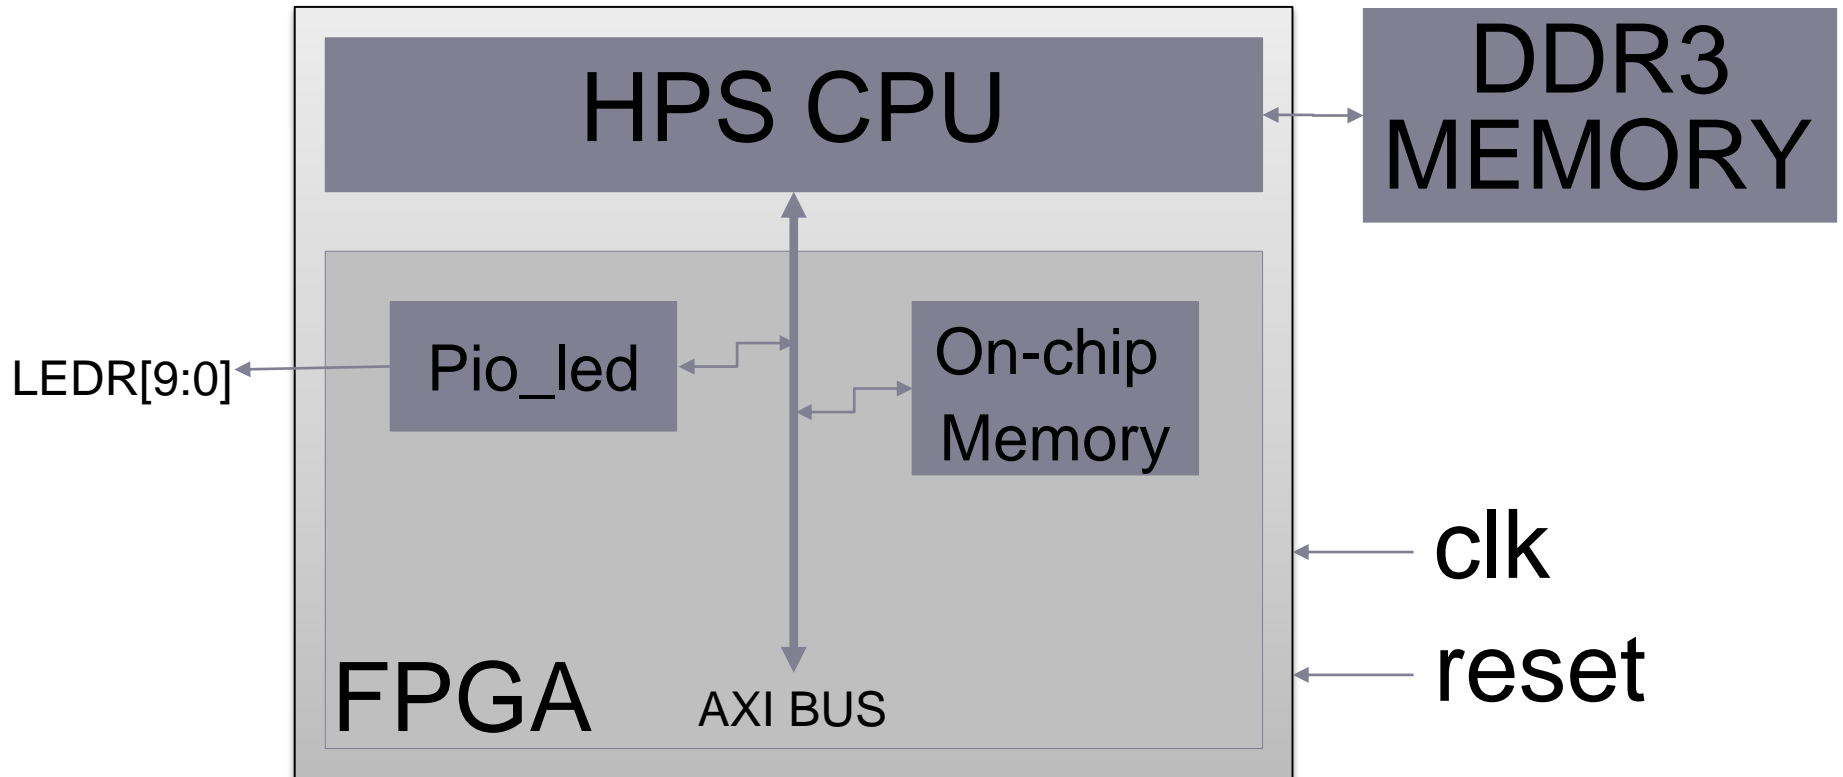 HPS CPU
DDR3
MEMORY
LEDR[9:0]
Pio_led
On-chip
Memory
clk
reset
FPGA
AXI BUS